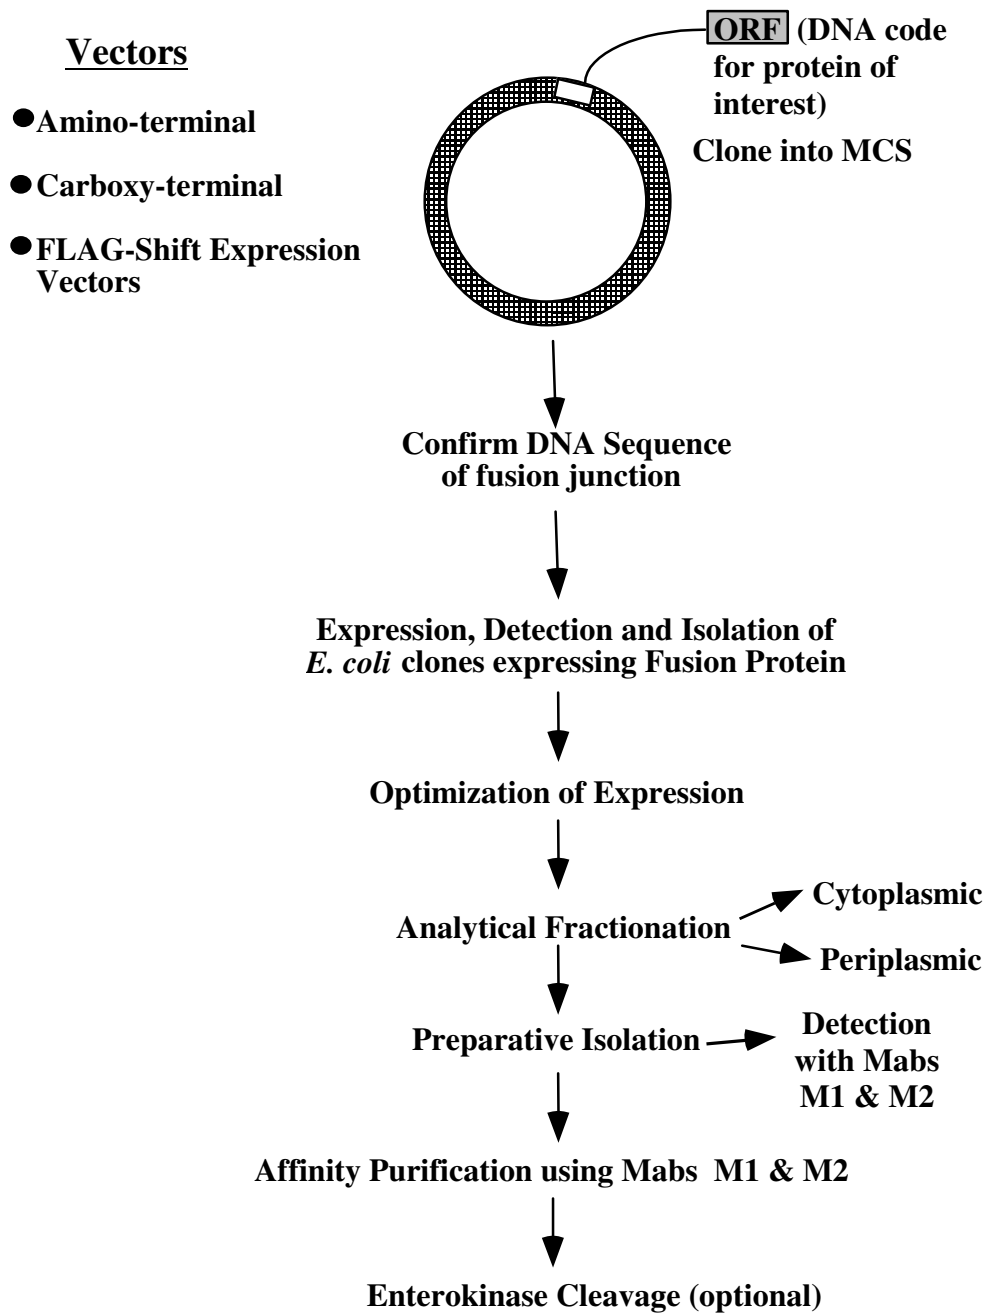 Vectors
● Amino-terminal
● Carboxy-terminal
● FLAG-Shift Expression
Vectors
ORF (DNA code
for protein of
interest)
Clone into MCS
Confirm DNA Sequence
of fusion junction
Expression, Detection and Isolation of
E. coli clones expressing Fusion Protein
Optimization of Expression
Analytical Fractionation
Cytoplasmic
Periplasmic
Preparative Isolation
Detection
with Mabs
M1 & M2
Affinity Purification using Mabs M1 & M2
Enterokinase Cleavage (optional)